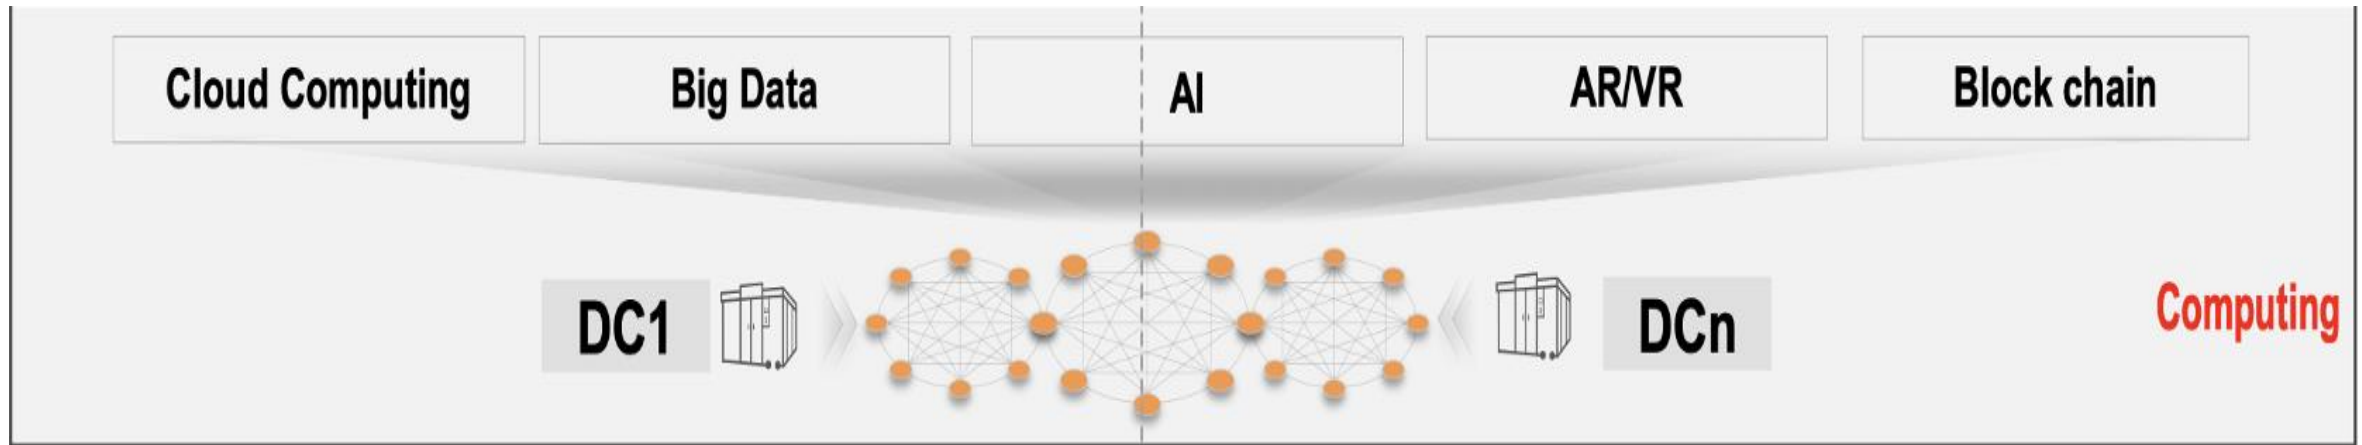 Cloud Computing
Big Data
AI
AR/VR
Block chain
DC1
DCn
Computing